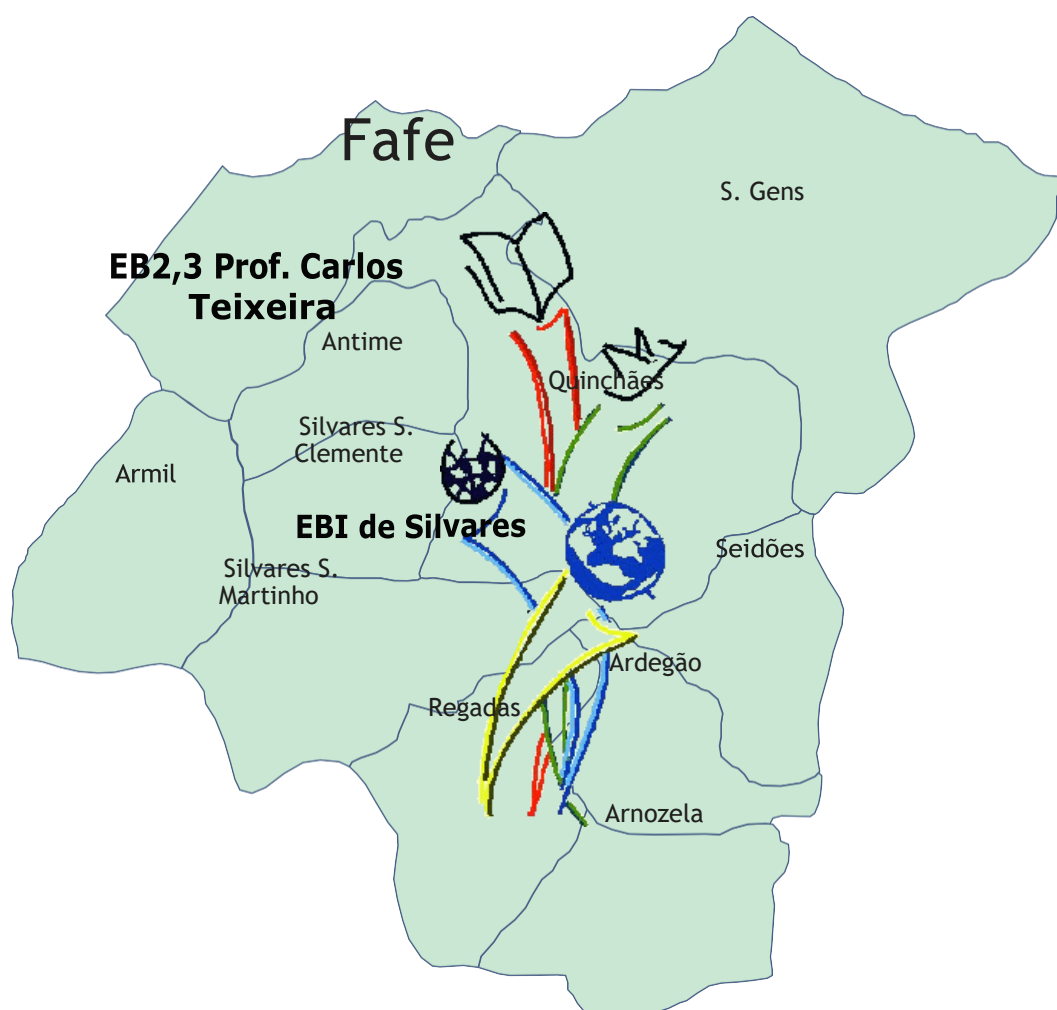 Fafe
S. Gens
EB2,3 Prof. Carlos
Teixeira
Antime
Quinchães
Silvares S.
Clemente
Armil
EBI de Silvares
Seidões
Silvares S.
Martinho
Ardegão
Regadas
Arnozela